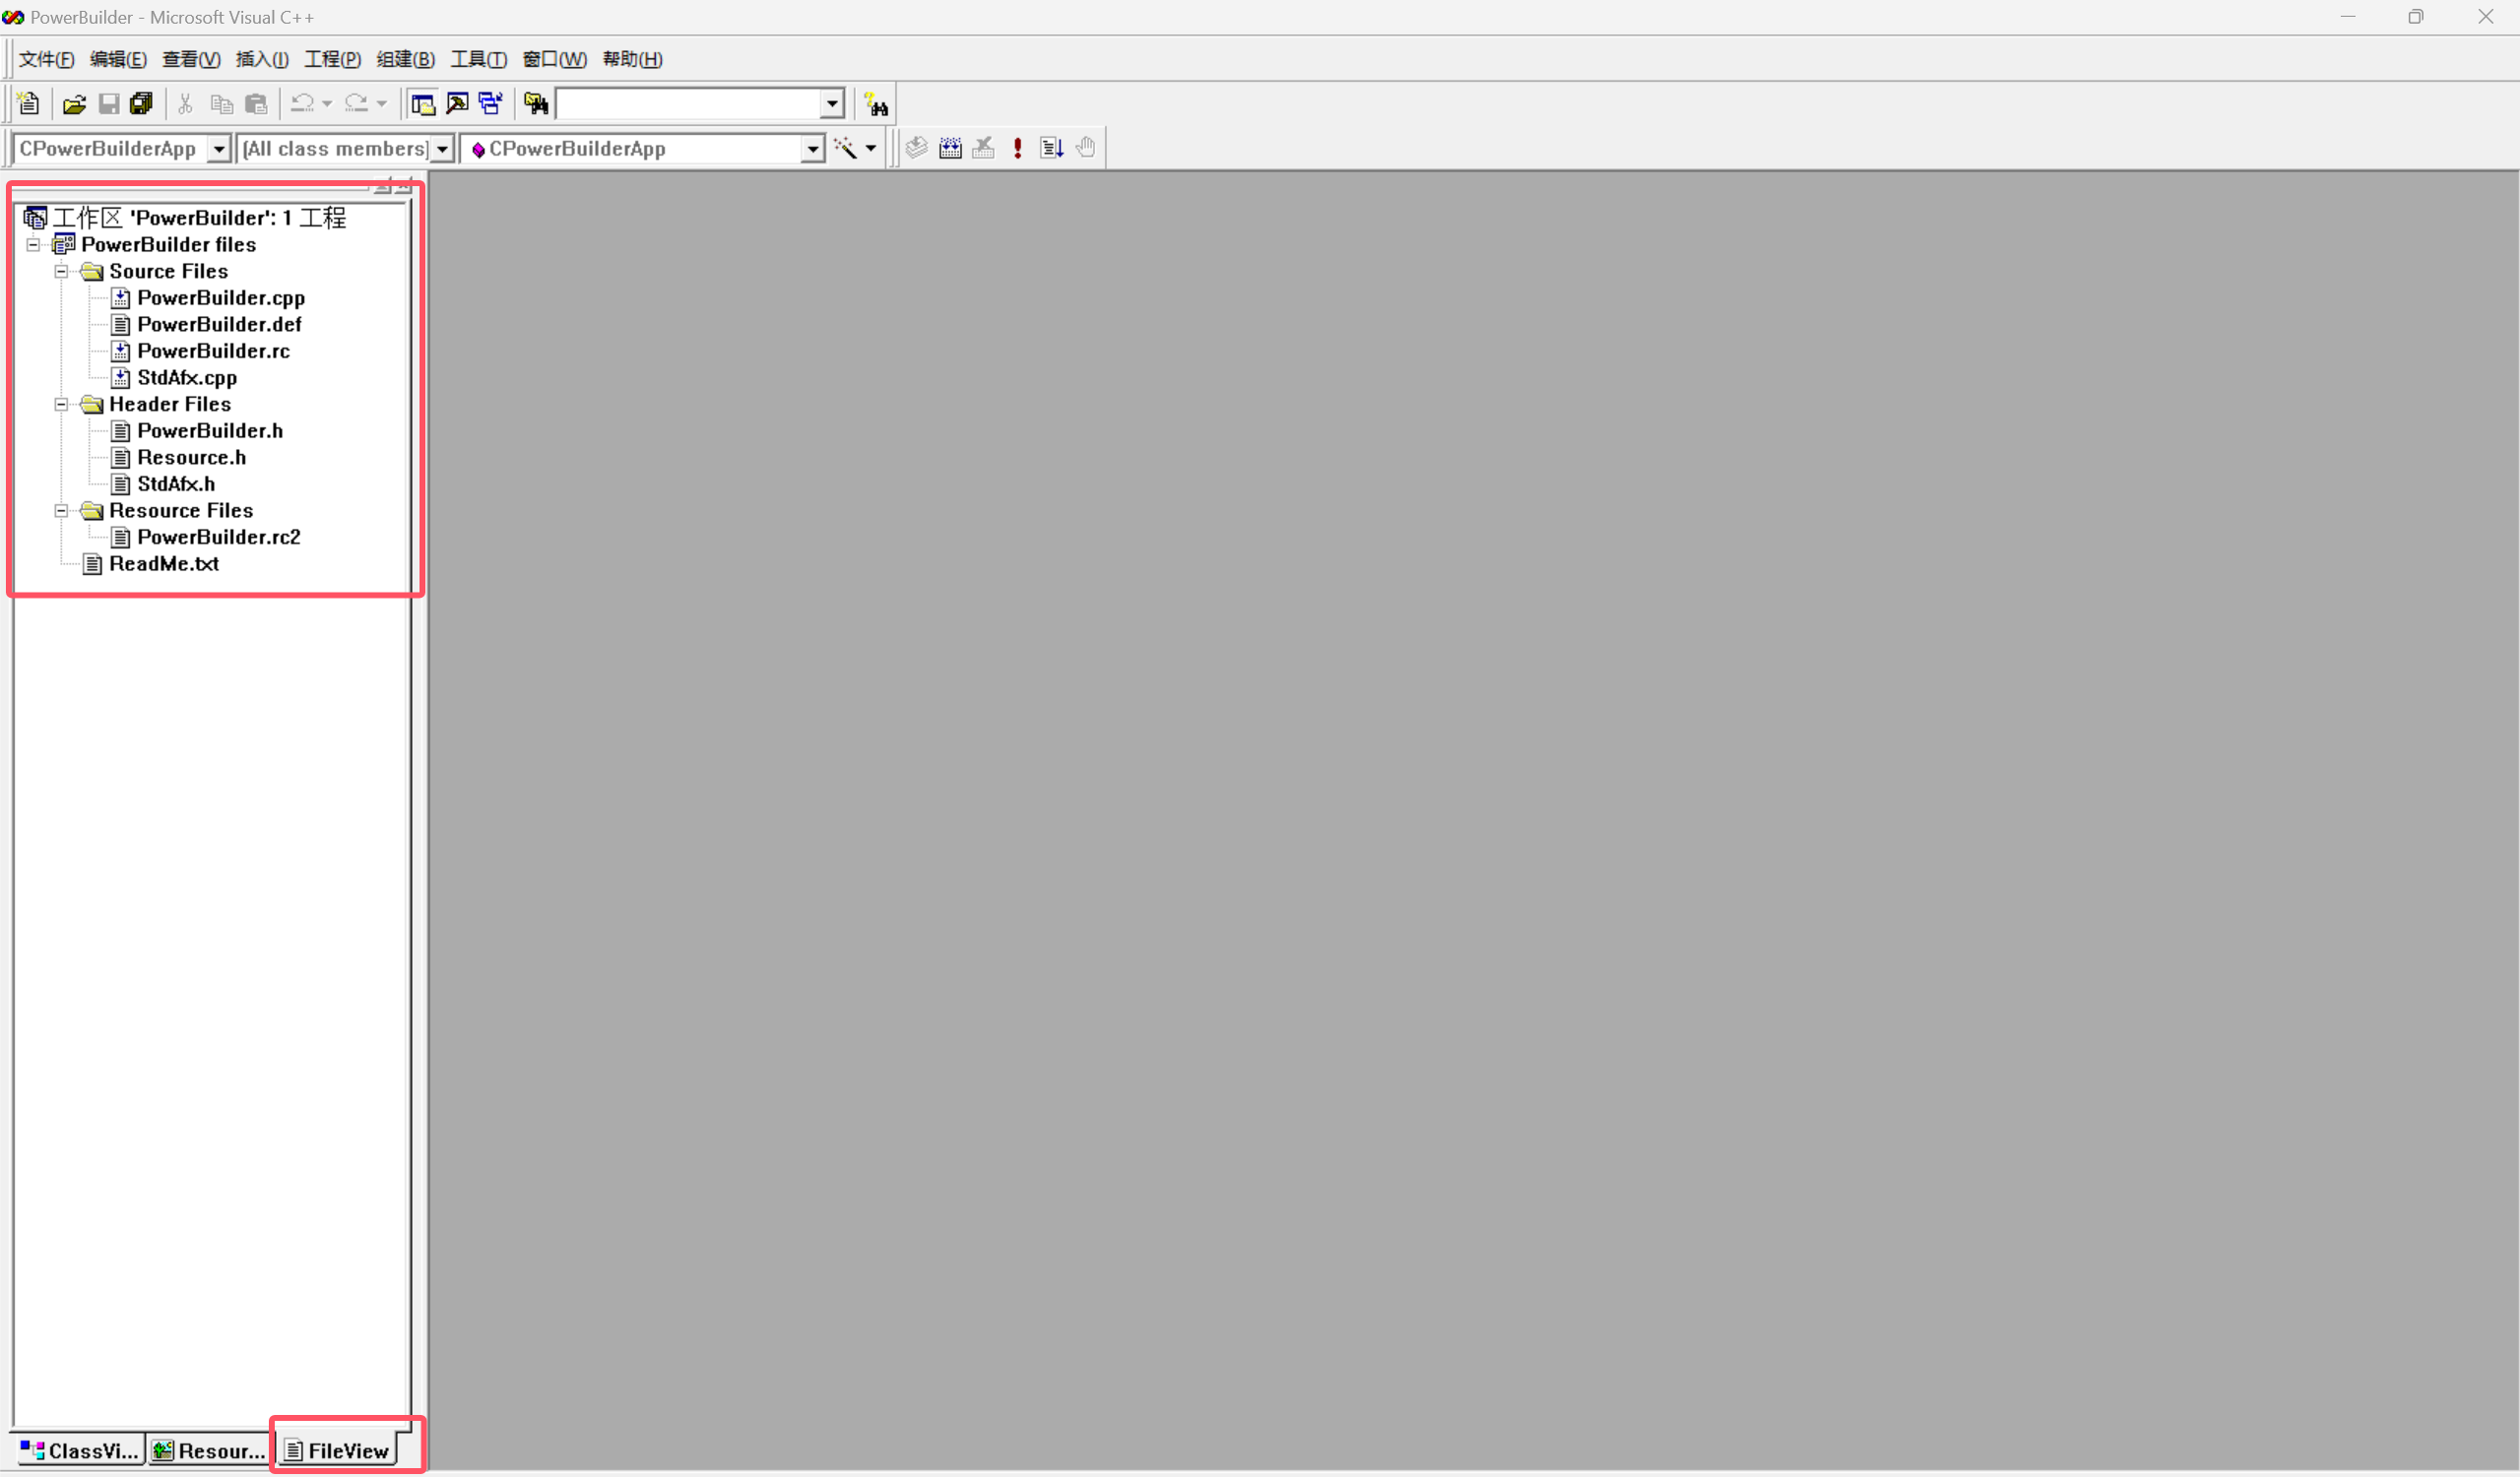 PowerBuilder - Microsoft Visual C++
文件(F) 编辑(E) 查看(V) 插入(I) 工程(P) 组建(B) 工具(T) 窗口(W) 帮助(H)
CPowerBuilderApp [All class members] CPowerBuilderApp
工作区 'PowerBuilder': 1 工程
PowerBuilder files
Source Files
PowerBuilder.cpp
PowerBuilder.def
PowerBuilder.rc
StdAfx.cpp
Header Files
PowerBuilder.h
Resource.h
StdAfx.h
Resource Files
PowerBuilder.rc2
ReadMe.txt
ClassVi... Resour... FileView